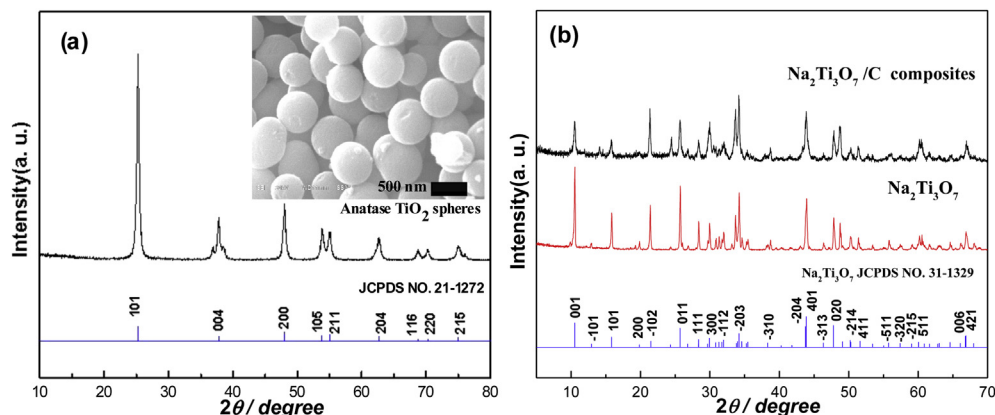 (a)
Intensity(a. u.)
500 nm
Anatase TiO2 spheres
JCPDS NO. 21-1272
101
004
200
105
211
204
116
220
215
10 20 30 40 50 60 70 80
2θ/ degree
(b)
Intensity(a. u.)
Na2Ti3O7 /C composites
Na2Ti3O7
Na2Ti3O7 JCPDS NO. 31-1329
001
-101
101
200
-102
011
111
300
-112
-203
-310
-204
401
-313
020
-214
411
-511
-320
-215
511
006
421
10 20 30 40 50 60 70
2θ/ degree